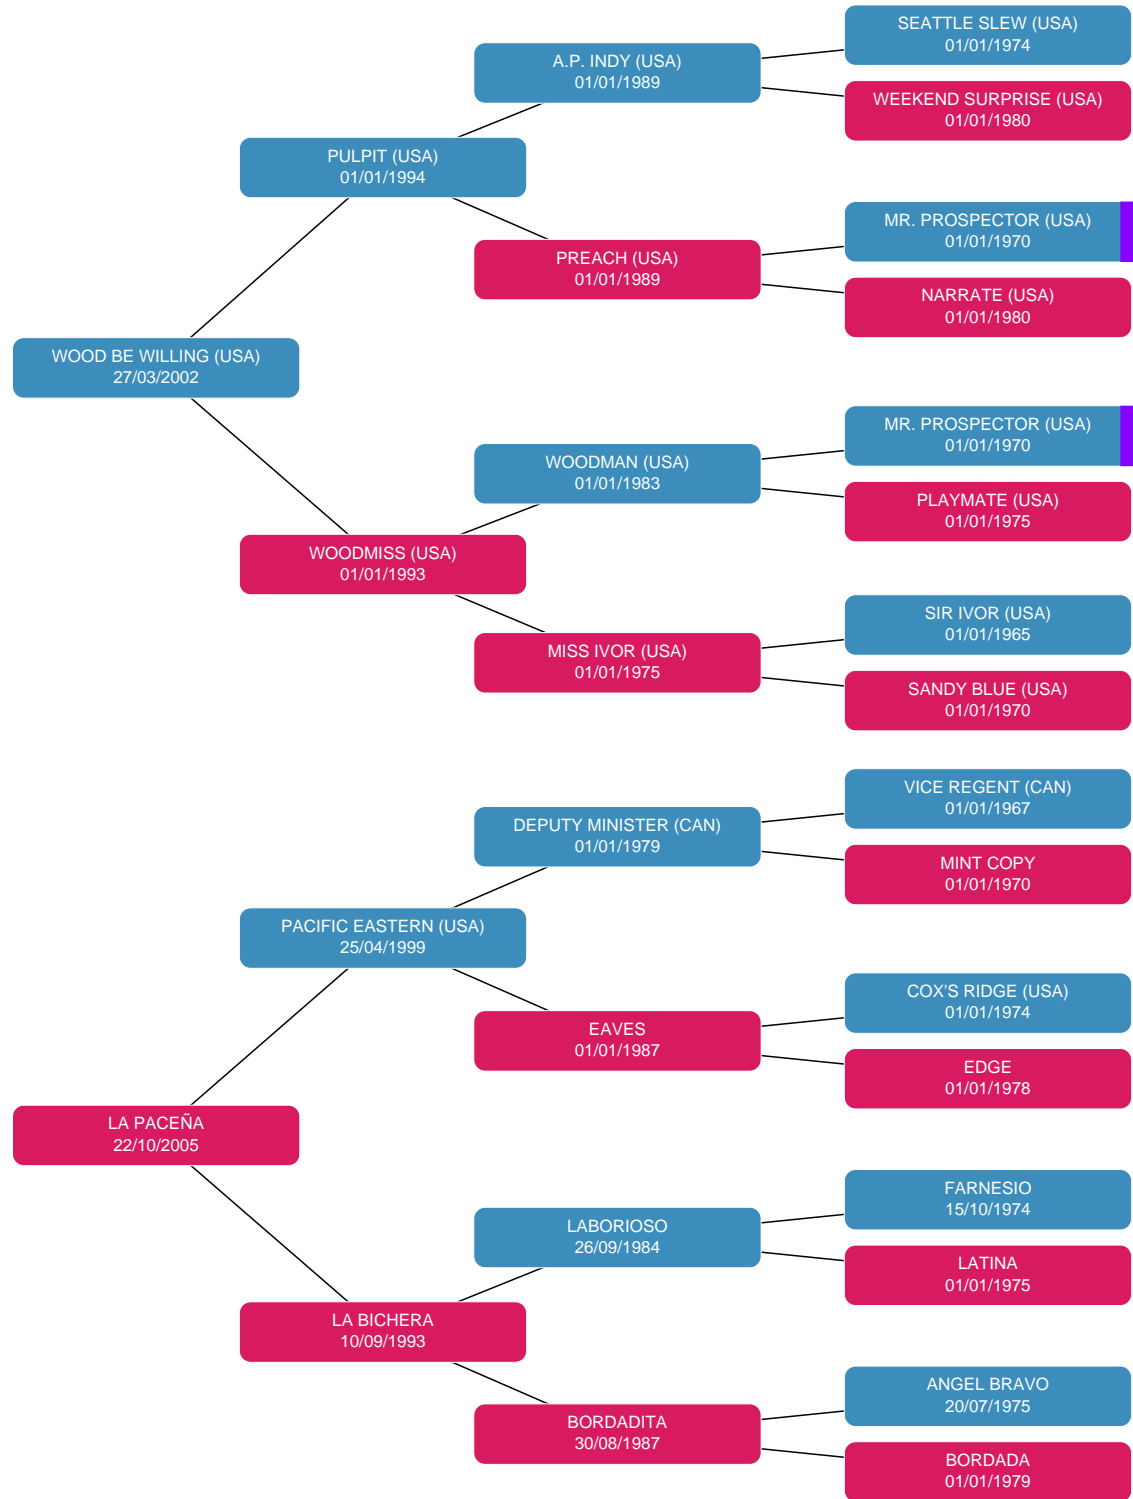 SEATTLE SLEW (USA)
01/01/1974
A.P. INDY (USA)
01/01/1989
WEEKEND SURPRISE (USA)
01/01/1980
PULPIT (USA)
01/01/1994
MR. PROSPECTOR (USA)
01/01/1970
PREACH (USA)
01/01/1989
NARRATE (USA)
01/01/1980
WOOD BE WILLING (USA)
27/03/2002
MR. PROSPECTOR (USA)
01/01/1970
WOODMAN (USA)
01/01/1983
PLAYMATE (USA)
01/01/1975
WOODMISS (USA)
01/01/1993
SIR IVOR (USA)
01/01/1965
MISS IVOR (USA)
01/01/1975
SANDY BLUE (USA)
01/01/1970
VICE REGENT (CAN)
01/01/1967
DEPUTY MINISTER (CAN)
01/01/1979
MINT COPY
01/01/1970
PACIFIC EASTERN (USA)
25/04/1999
COX'S RIDGE (USA)
01/01/1974
EAVES
01/01/1987
EDGE
01/01/1978
LA PACEÑA
22/10/2005
FARNESIO
15/10/1974
LABORIOSO
26/09/1984
LATINA
01/01/1975
LA BICHERA
10/09/1993
ANGEL BRAVO
20/07/1975
BORDADITA
30/08/1987
BORDADA
01/01/1979